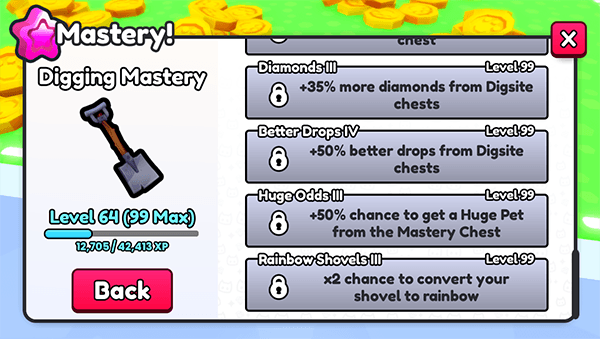 Mastery!
Digging Mastery
Level 64 (99 Max)
12,705 / 42,413 XP
Back
chest
Diamonds III Level 99
+35% more diamonds from Digsite
chests
Better Drops IV Level 99
+50% better drops from Digsite
chests
Huge Odds III Level 99
+50% chance to get a Huge Pet
from the Mastery Chest
Rainbow Shovels III Level 99
x2 chance to convert your
shovel to rainbow
X